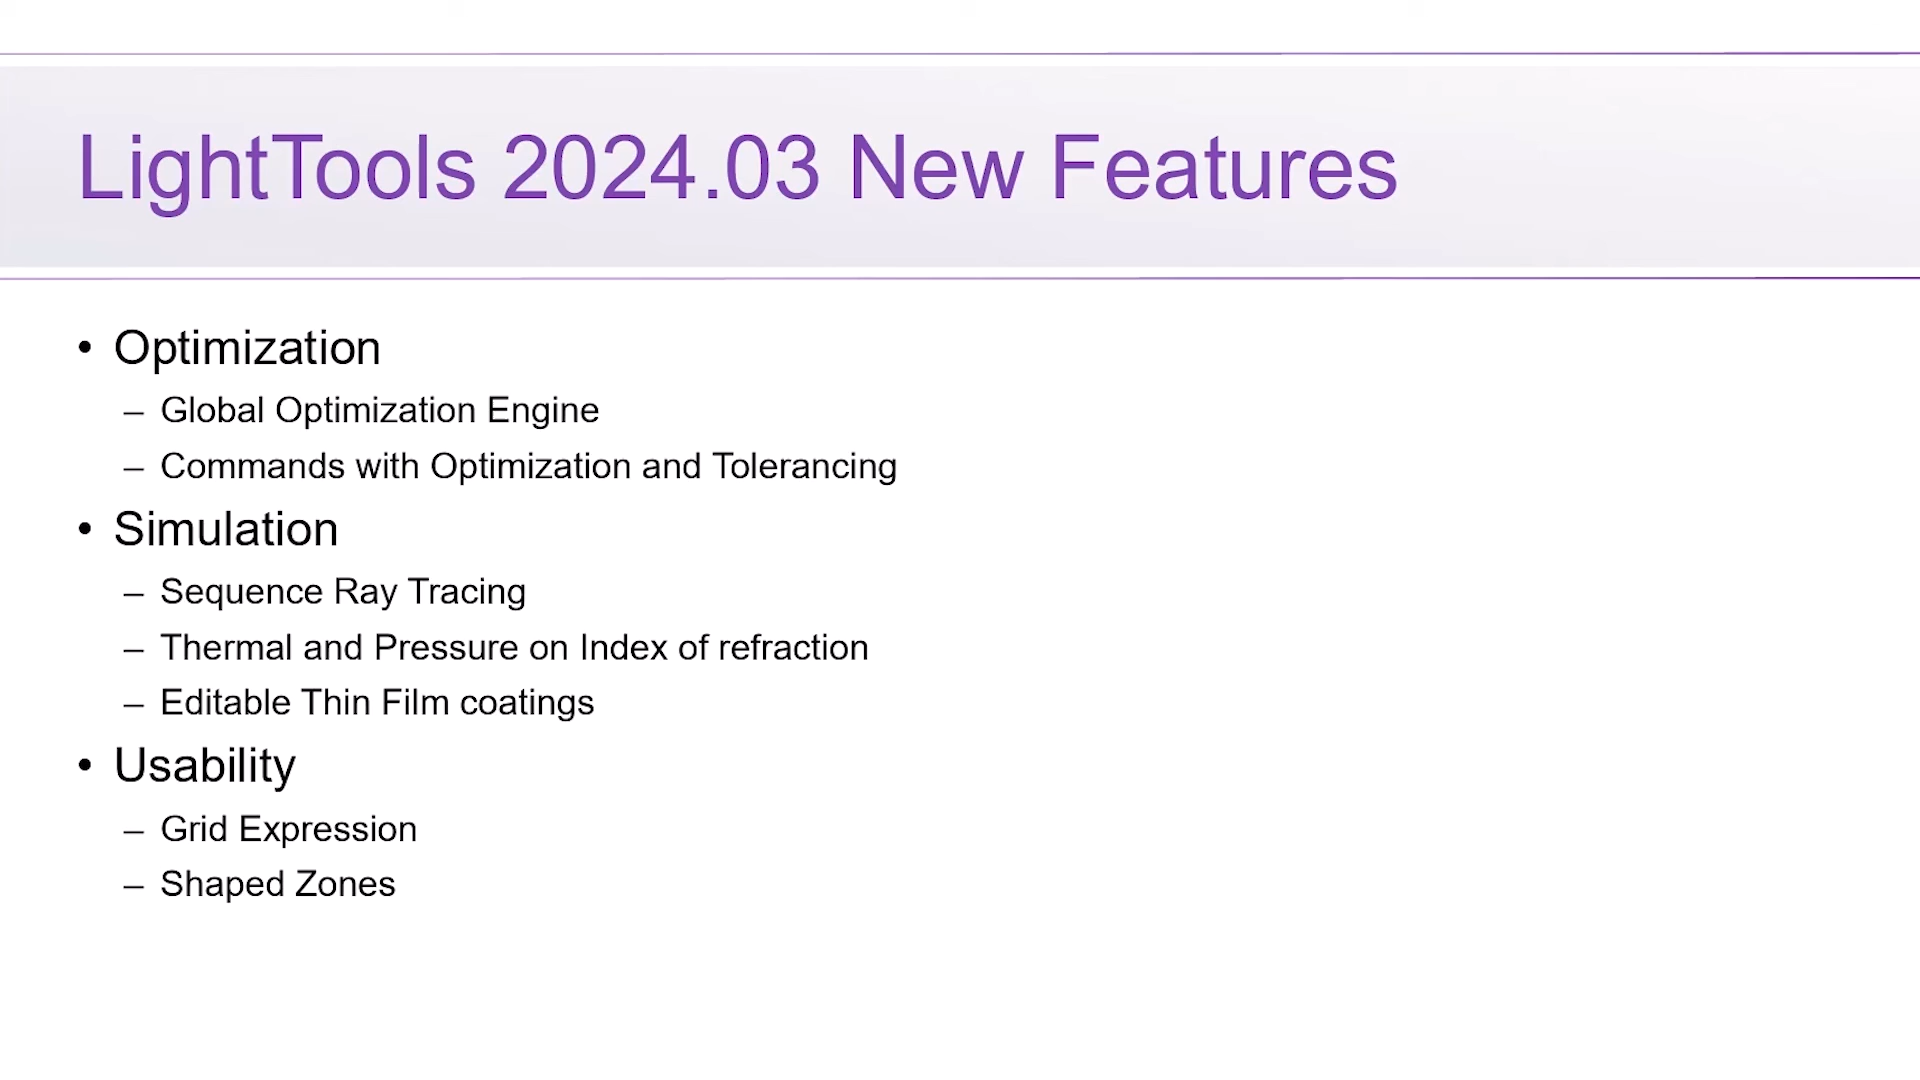 LightTools 2024.03 New Features
• Optimization
– Global Optimization Engine
– Commands with Optimization and Tolerancing
• Simulation
– Sequence Ray Tracing
– Thermal and Pressure on Index of refraction
– Editable Thin Film coatings
• Usability
– Grid Expression
– Shaped Zones